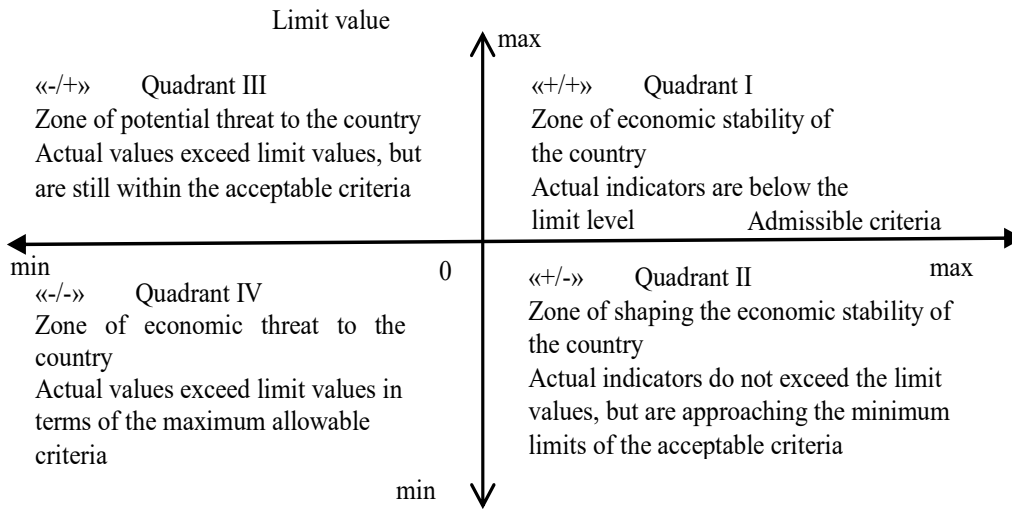 Limit value
max
«-/+» Quadrant III
Zone of potential threat to the country
Actual values exceed limit values, but
are still within the acceptable criteria
«+/+» Quadrant I
Zone of economic stability of
the country
Actual indicators are below the
limit level Admissible criteria
min
0
max
«-/-» Quadrant IV
Zone of economic threat to the
country
Actual values exceed limit values in
terms of the maximum allowable
criteria
«+/-» Quadrant II
Zone of shaping the economic stability of
the country
Actual indicators do not exceed the limit
values, but are approaching the minimum
limits of the acceptable criteria
min